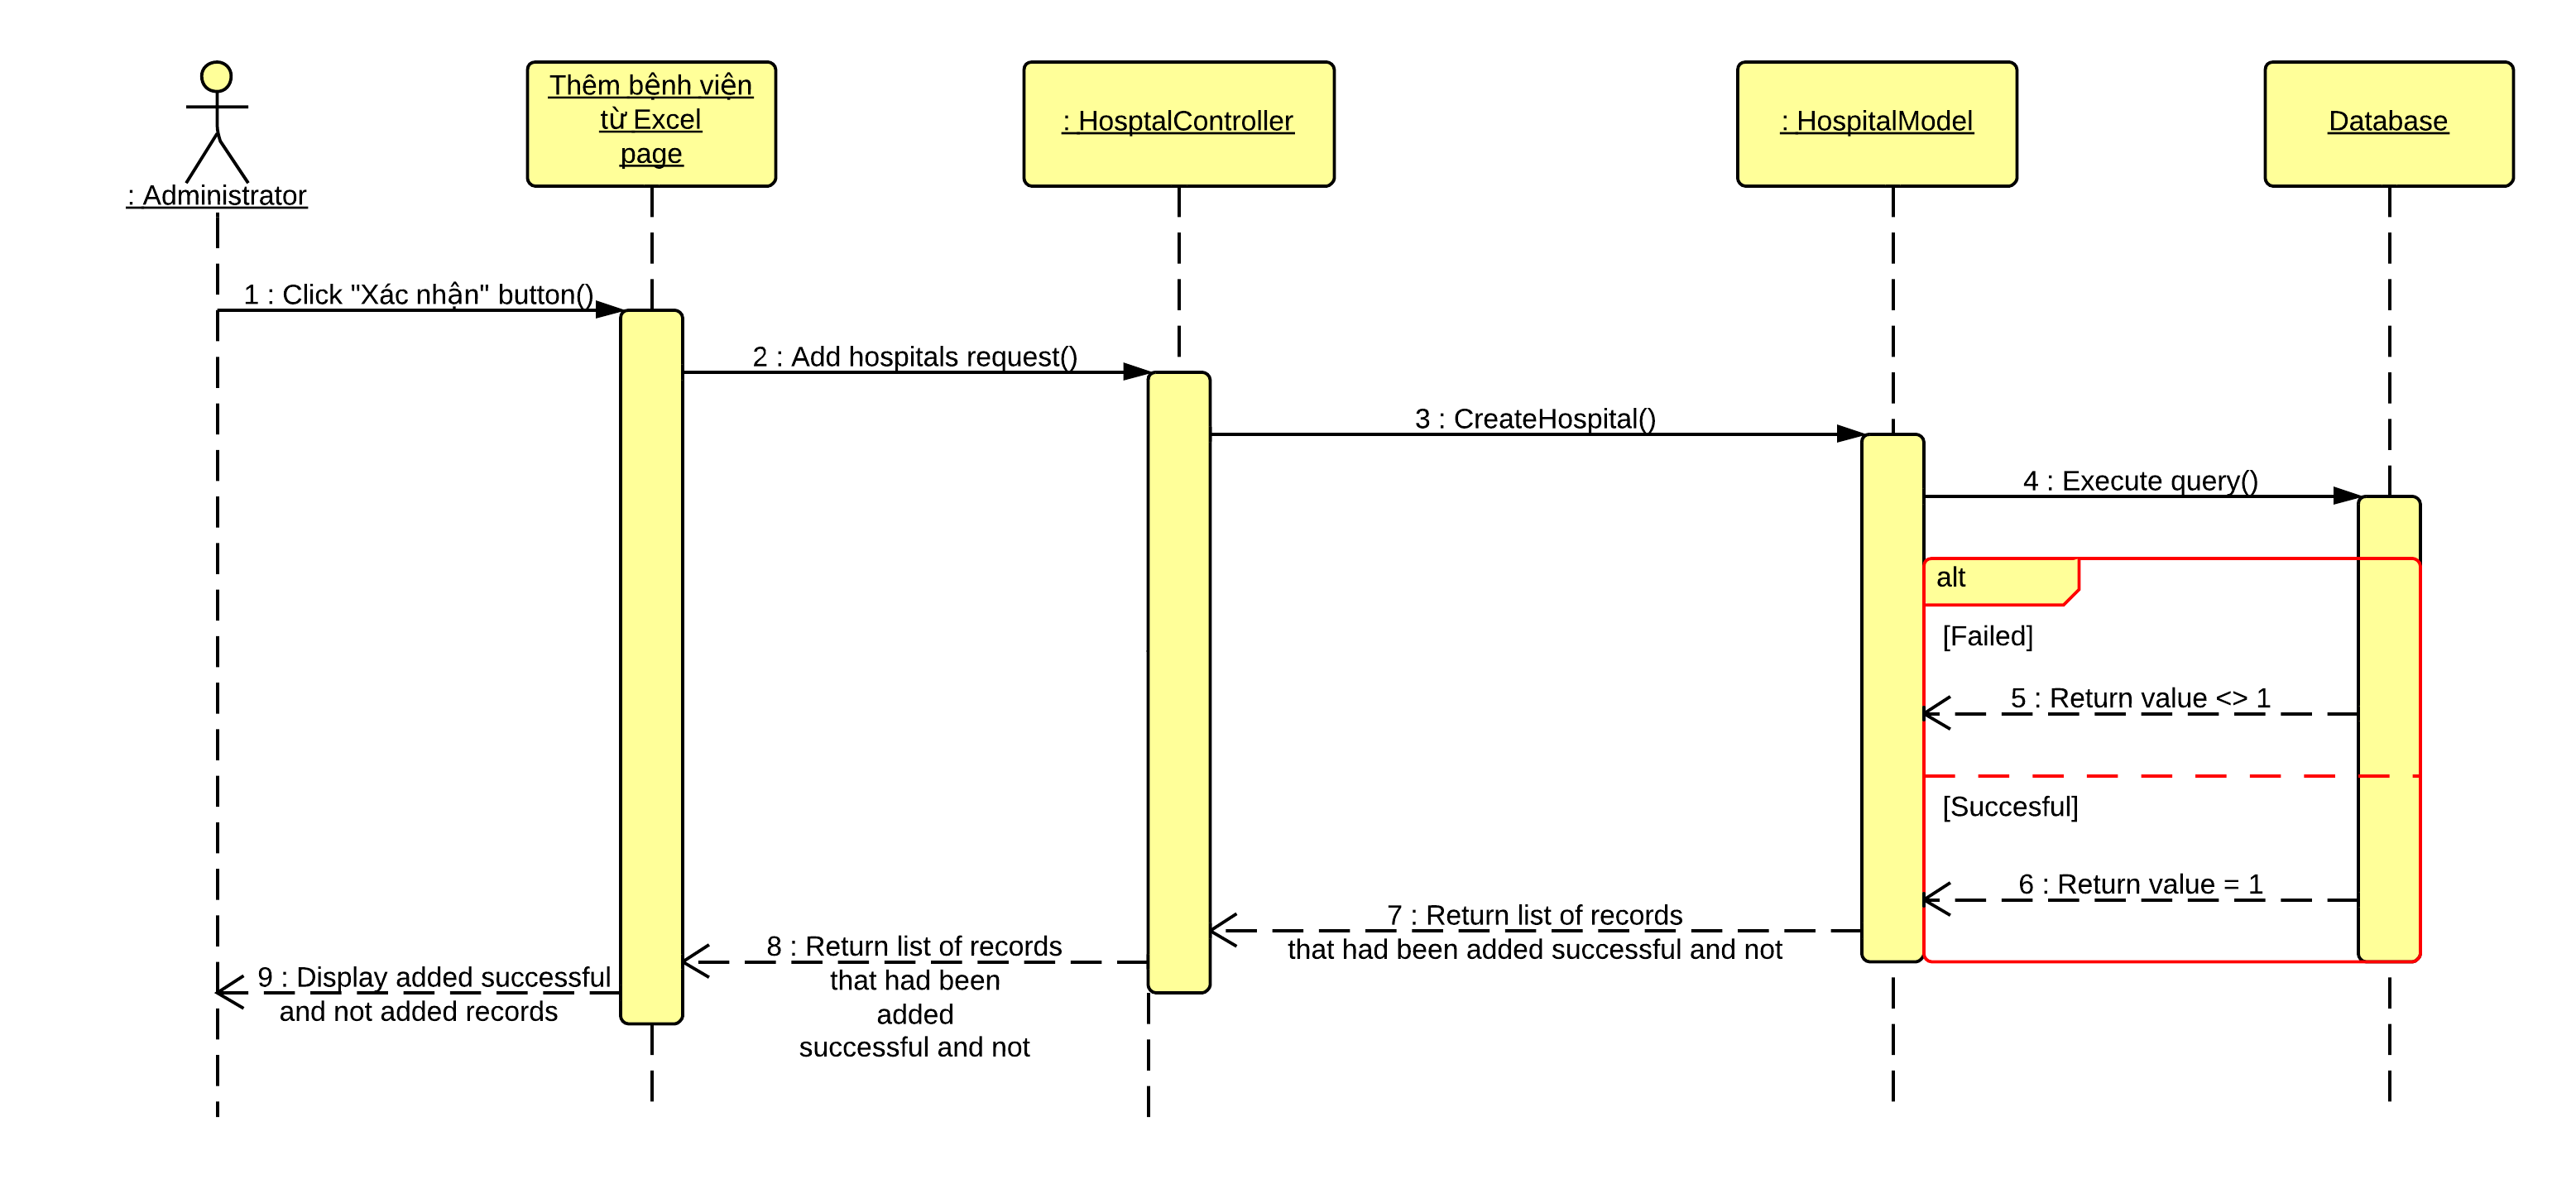 : Administrator
Thêm bệnh viện
từ Excel
page
: HosptalController
: HospitalModel
Database
1 : Click "Xác nhận" button()
2 : Add hospitals request()
3 : CreateHospital()
4 : Execute query()
alt
[Failed]
5 : Return value <> 1
[Succesful]
6 : Return value = 1
7 : Return list of records
that had been added successful and not
8 : Return list of records
that had been
added
successful and not
9 : Display added successful
and not added records